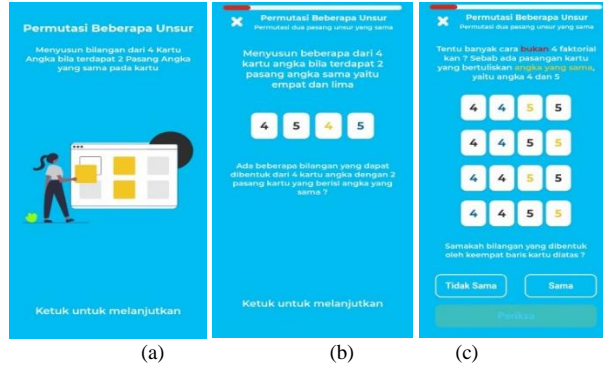 Permutasi Beberapa Unsur
Menyusun bilangan dari 4 Kartu
Angka bila terdapat 2 Pasang Angka
yang sama pada kartu
Ketuk untuk melanjutkan
(a)
Permutasi Beberapa Unsur
Permutasi dua pasang unsur yang sama
Menyusun beberapa dari 4
kartu angka bila terdapat 2
pasang angka sama yaitu
empat dan lima
4 5 4 5
Ada beberapa bilangan yang dapat
dibentuk dari 4 kartu angka dengan 2
pasang kartu yang berisi angka yang
sama ?
Ketuk untuk melanjutkan
(b)
Permutasi Beberapa Unsur
Permutasi dua pasang unsur yang sama
Tentu banyak cara bukan 4 faktorial
kan ? Sebab ada pasangan kartu
yang bertuliskan angka yang sama,
yaitu angka 4 dan 5
4 4 5 5
4 4 5 5
4 4 5 5
4 4 5 5
Samakah bilangan yang dibentuk
oleh keempat baris kartu diatas ?
Tidak Sama Sama
Periksa
(c)